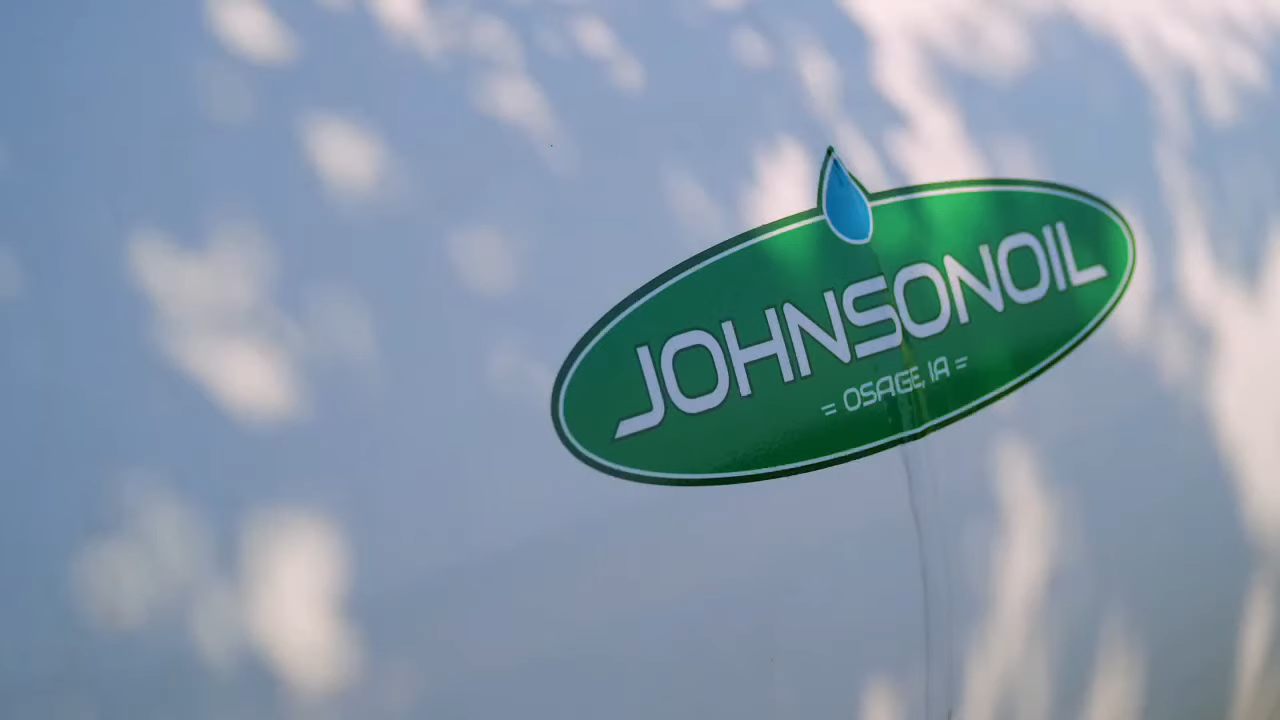 JOHNSONOIL
= OSAGE, IA =